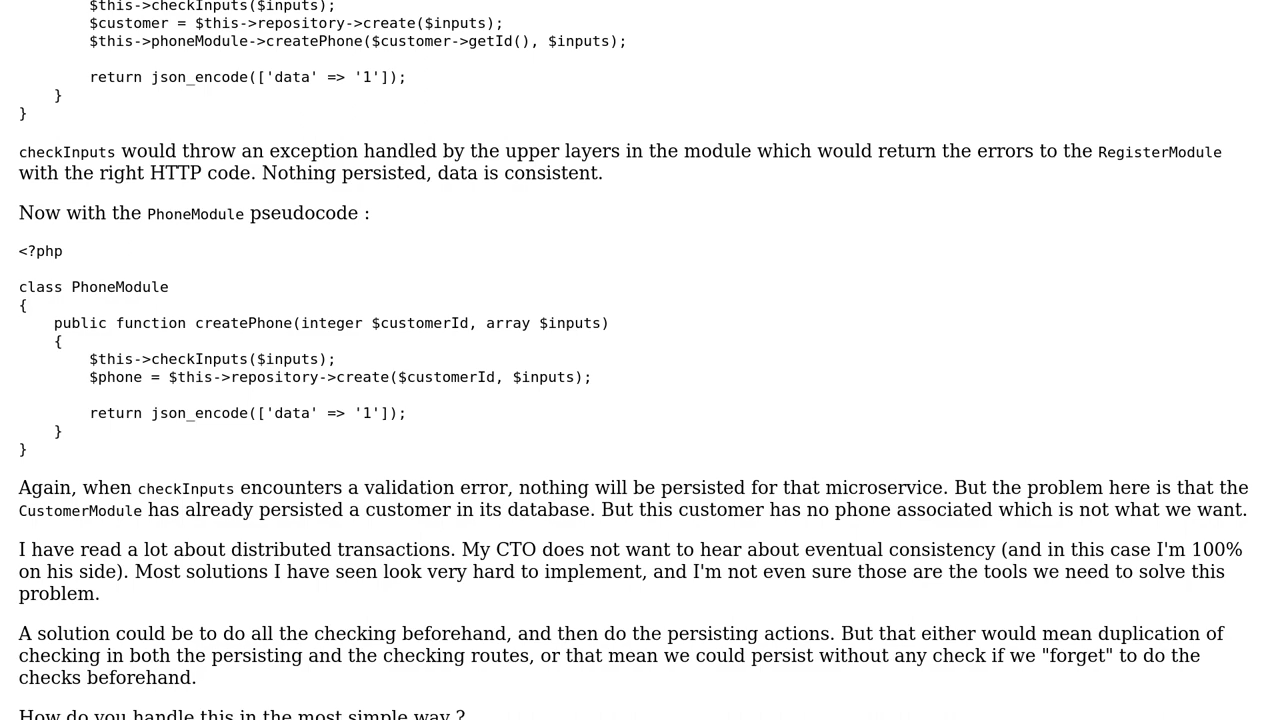 $this->checkInputs($inputs);
$customer = $this->repository->create($inputs);
$this->phoneModule->createPhone($customer->getId(), $inputs);
return json_encode(['data' => '1']);
}
}
checkInputs would throw an exception handled by the upper layers in the module which would return the errors to the RegisterModule
with the right HTTP code. Nothing persisted, data is consistent.
Now with the PhoneModule pseudocode :
<?php
class PhoneModule
{
public function createPhone(integer $customerId, array $inputs)
{
$this->checkInputs($inputs);
$phone = $this->repository->create($customerId, $inputs);
return json_encode(['data' => '1']);
}
}
Again, when checkInputs encounters a validation error, nothing will be persisted for that microservice. But the problem here is that the
CustomerModule has already persisted a customer in its database. But this customer has no phone associated which is not what we want.
I have read a lot about distributed transactions. My CTO does not want to hear about eventual consistency (and in this case I'm 100%
on his side). Most solutions I have seen look very hard to implement, and I'm not even sure those are the tools we need to solve this
problem.
A solution could be to do all the checking beforehand, and then do the persisting actions. But that either would mean duplication of
checking in both the persisting and the checking routes, or that mean we could persist without any check if we "forget" to do the
checks beforehand.
How do you handle this in the most simple way ?